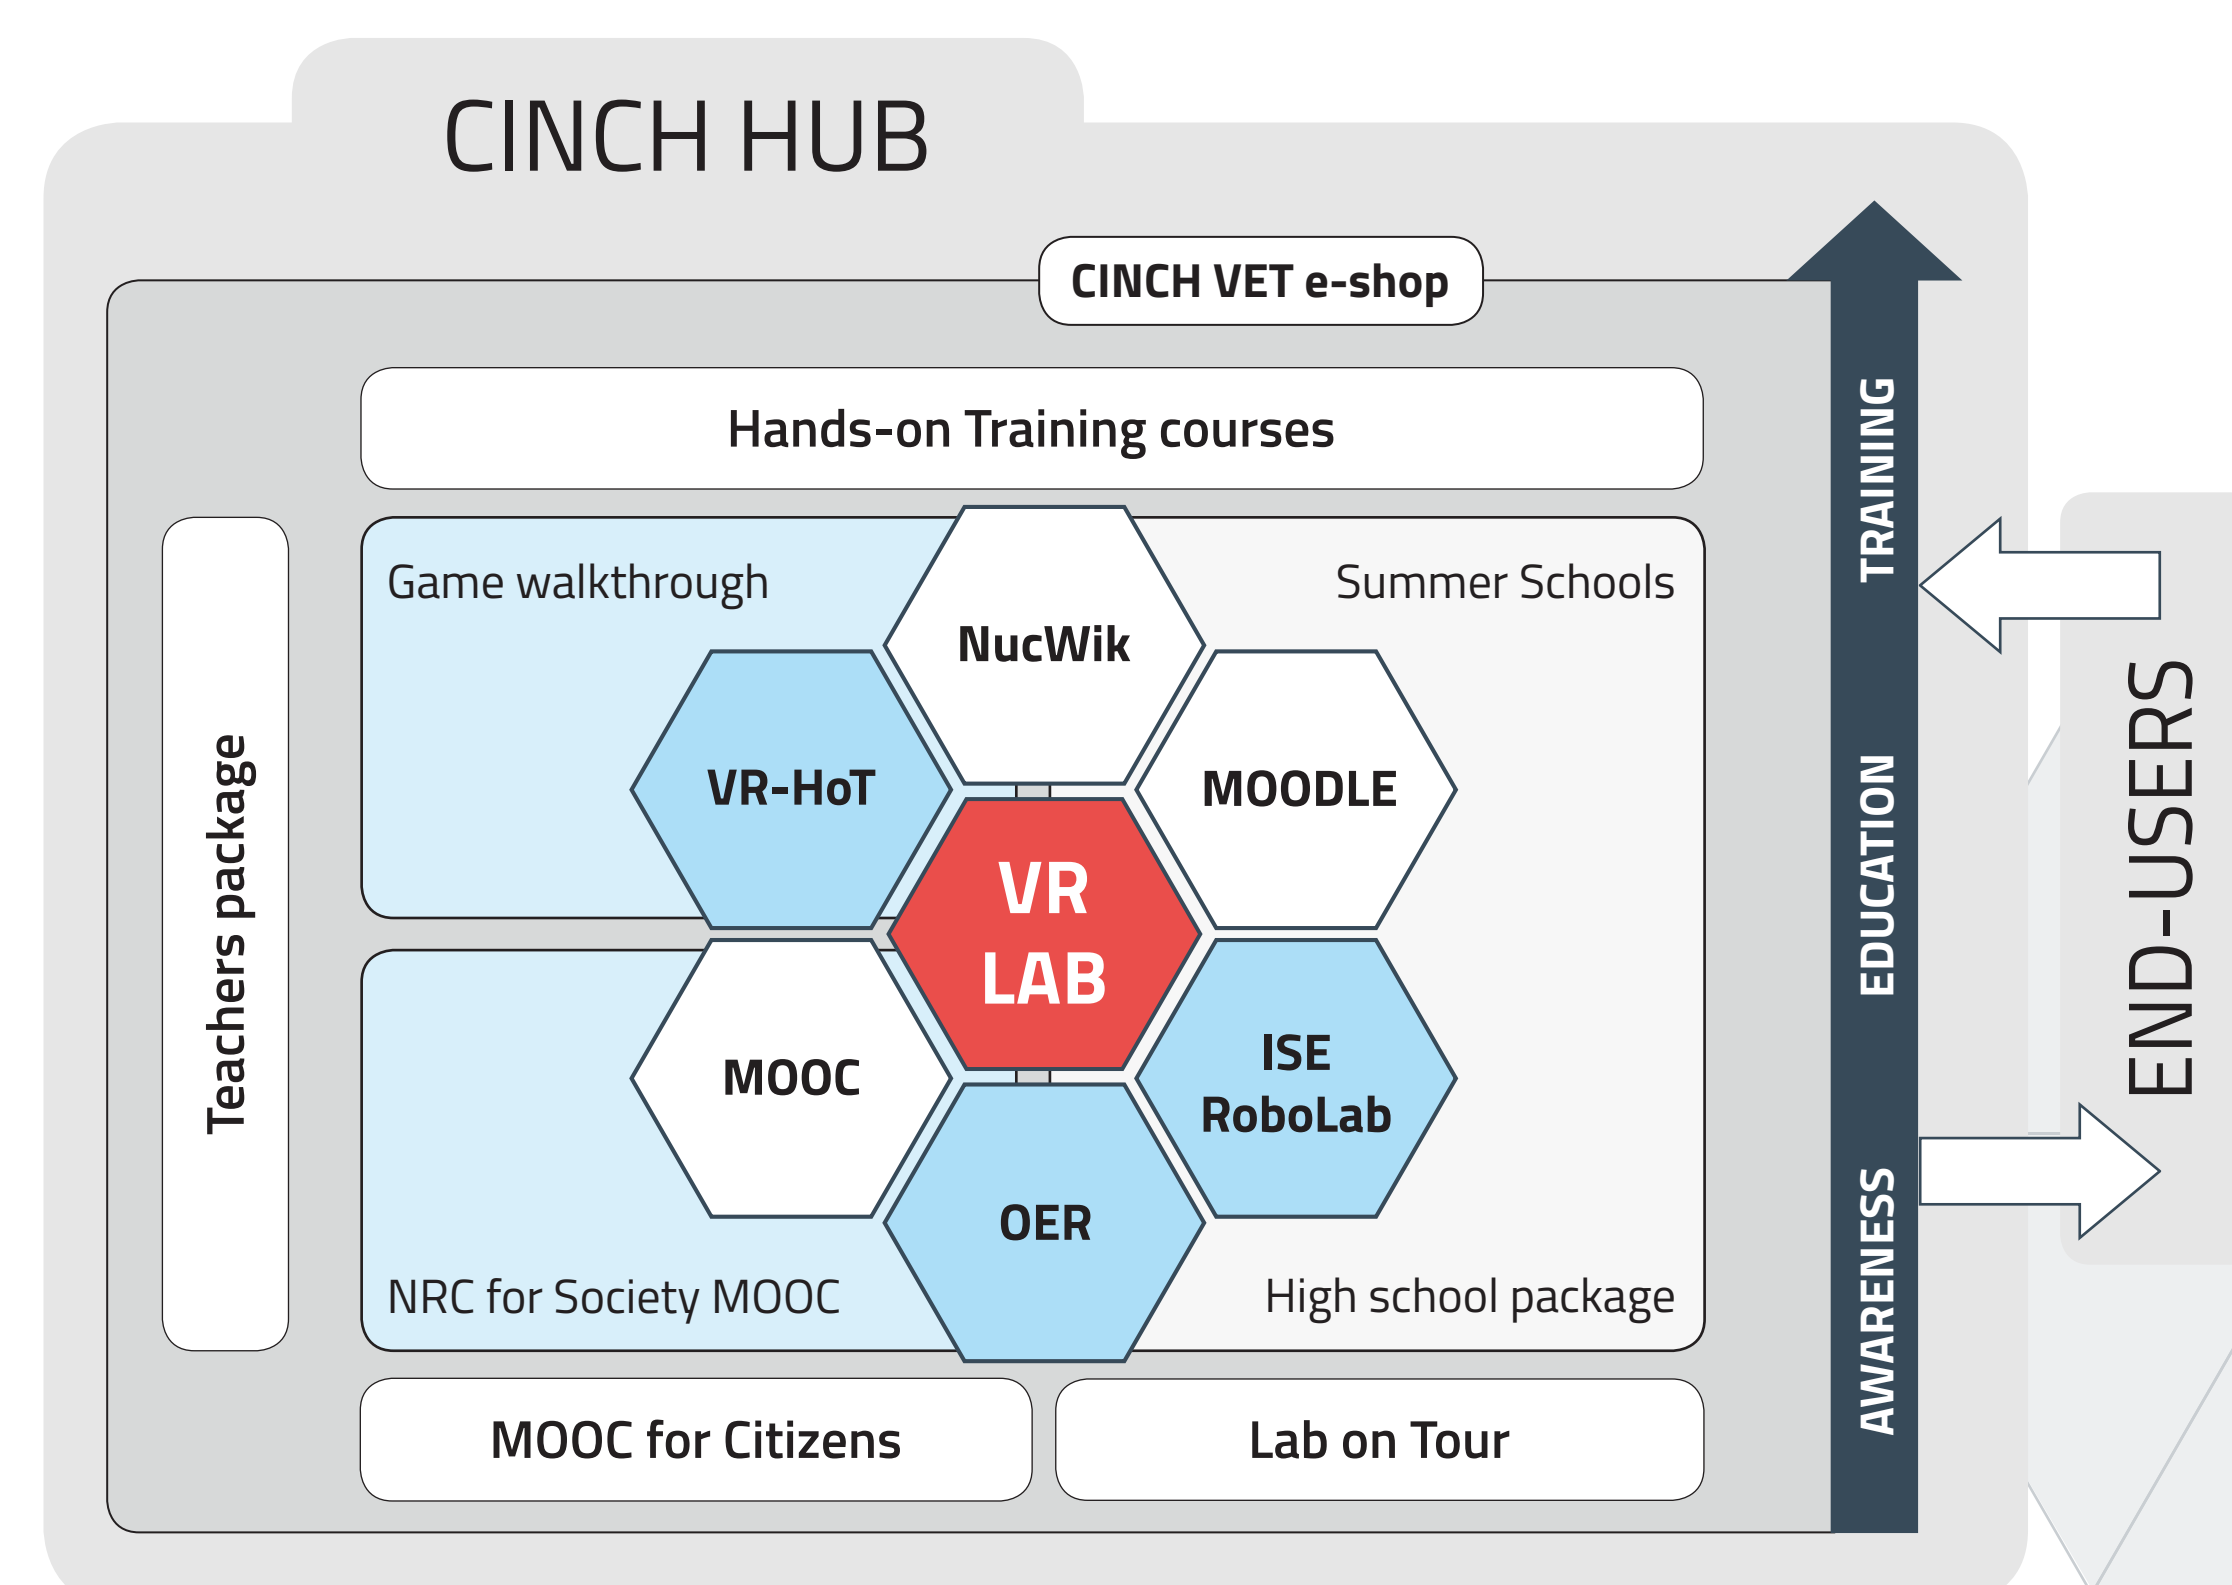 CINCH HUB
CINCH VET e-shop
Hands-on Training courses
Game walkthrough
Summer Schools
NucWik
VR-HoT
MOODLE
VR
LAB
MOOC
ISE
RoboLab
OER
NRC for Society MOOC
High school package
MOOC for Citizens
Lab on Tour
Teachers package
TRAINING
EDUCATION
AWARENESS
END-USERS